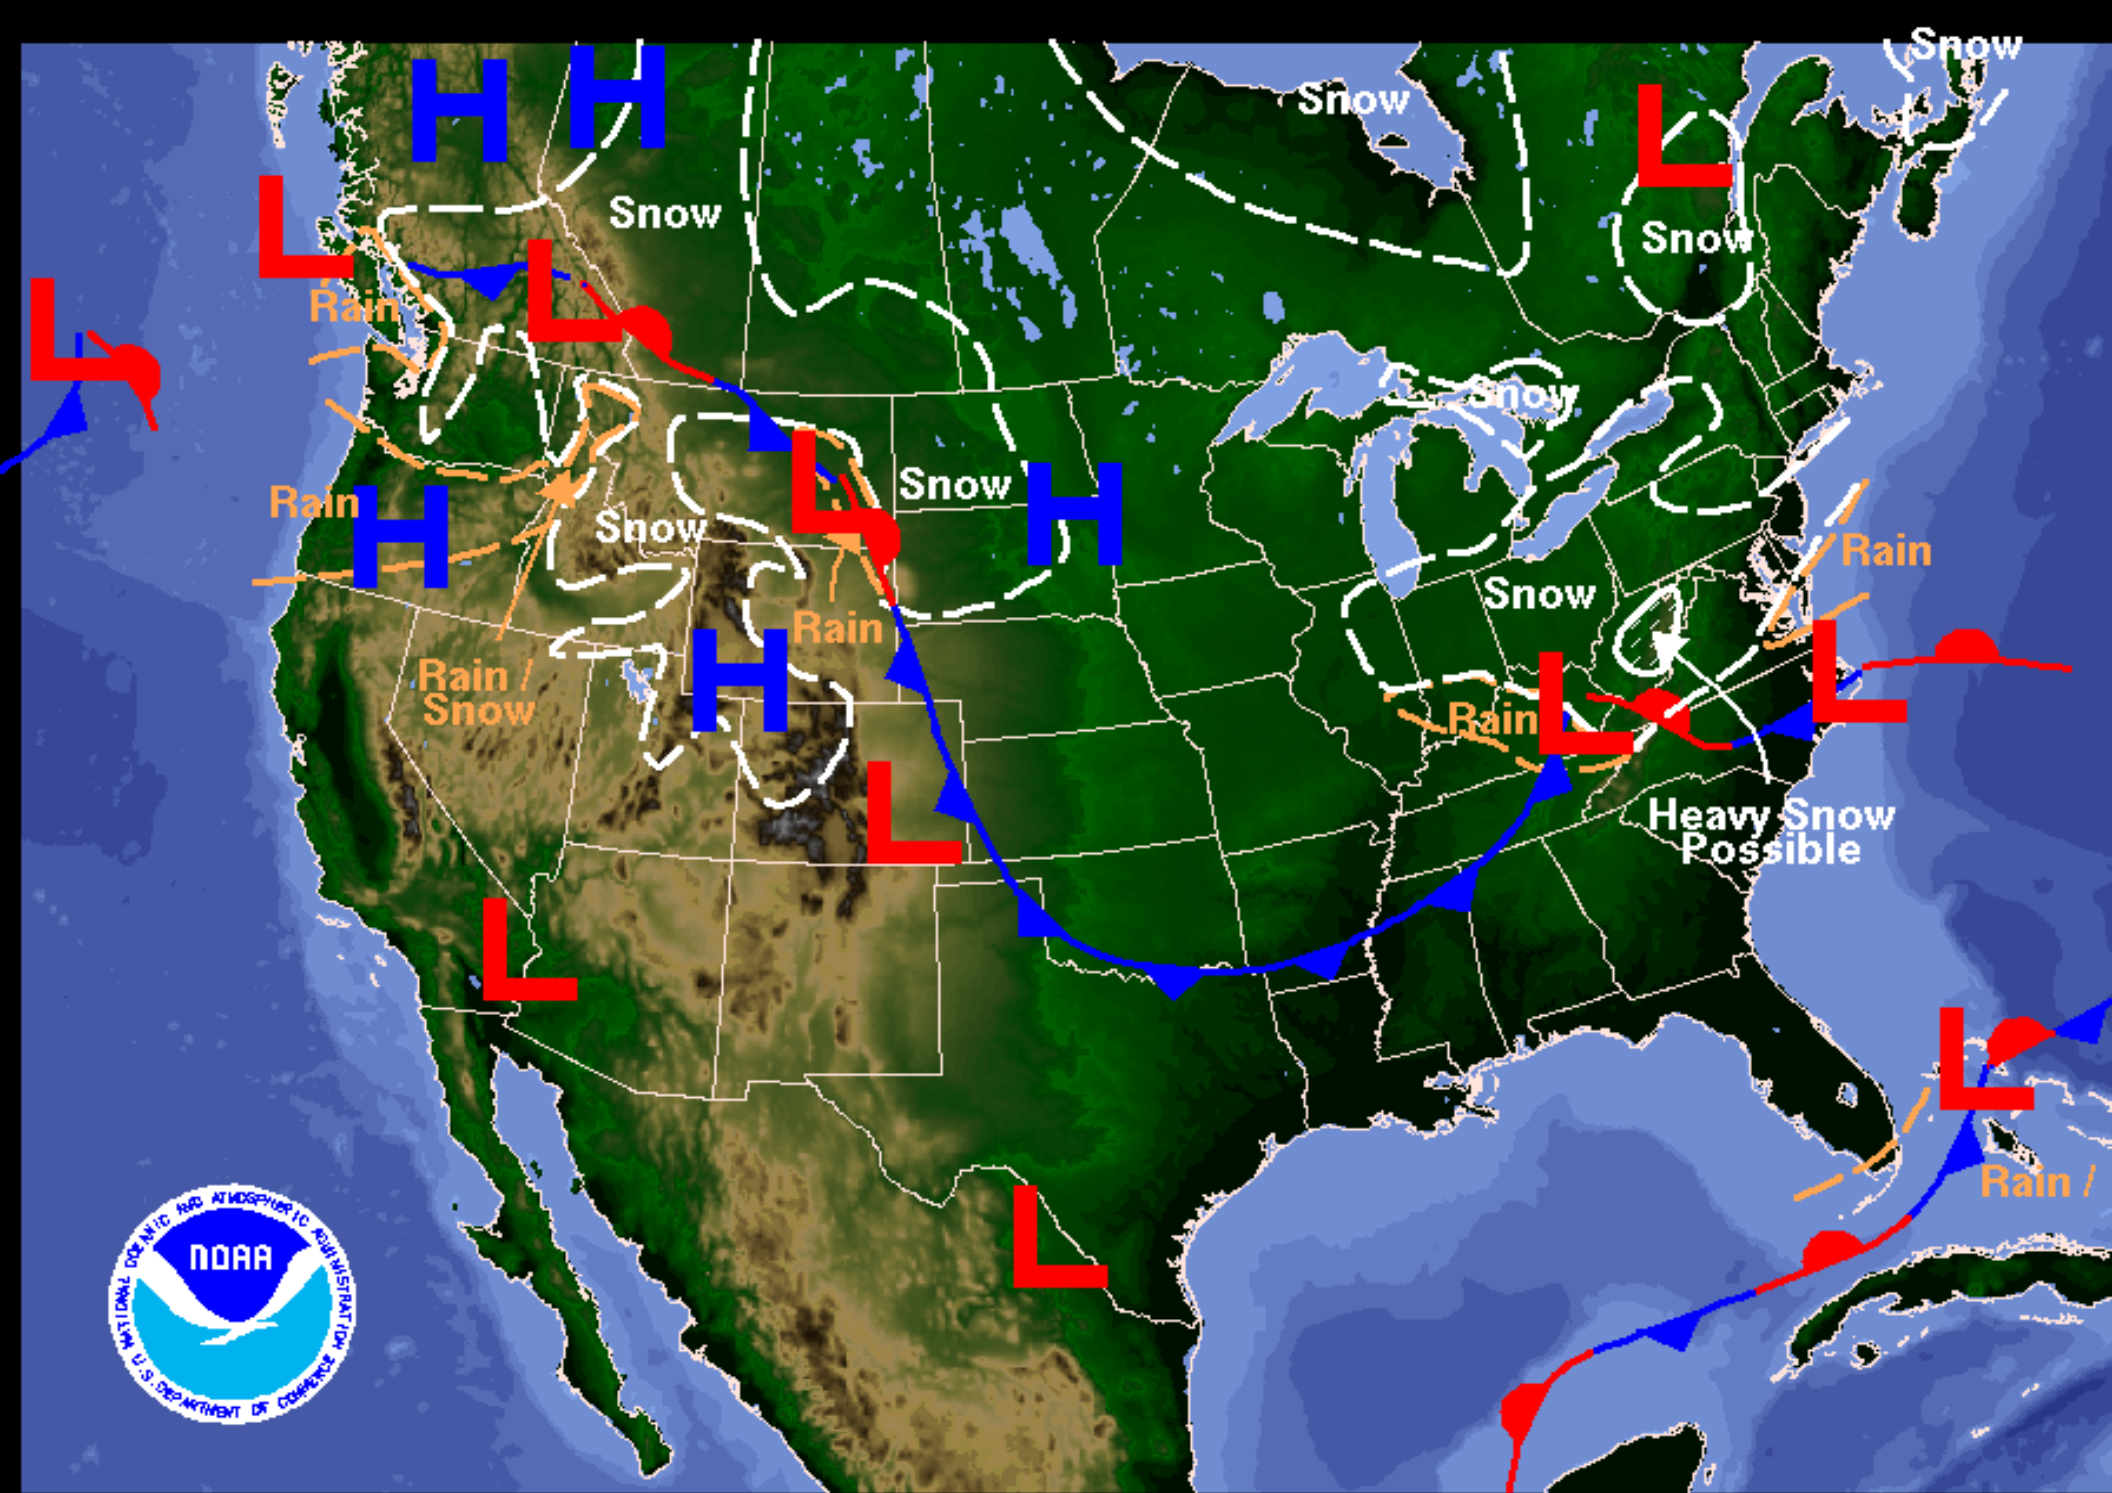 Snow
H
H
Snow
L
L
Snow
Snow
L
L
L
Rain
Snow
Snow
L
Rain
H
Snow
H
Snow
Rain
Rain
Snow
H
L
L
Rain /
Snow
Rain
L
Heavy Snow
Possible
L
L
Rain /
L
NOAA
NATIONAL OCEANIC AND ATMOSPHERIC ADMINISTRATION
U.S. DEPARTMENT OF COMMERCE